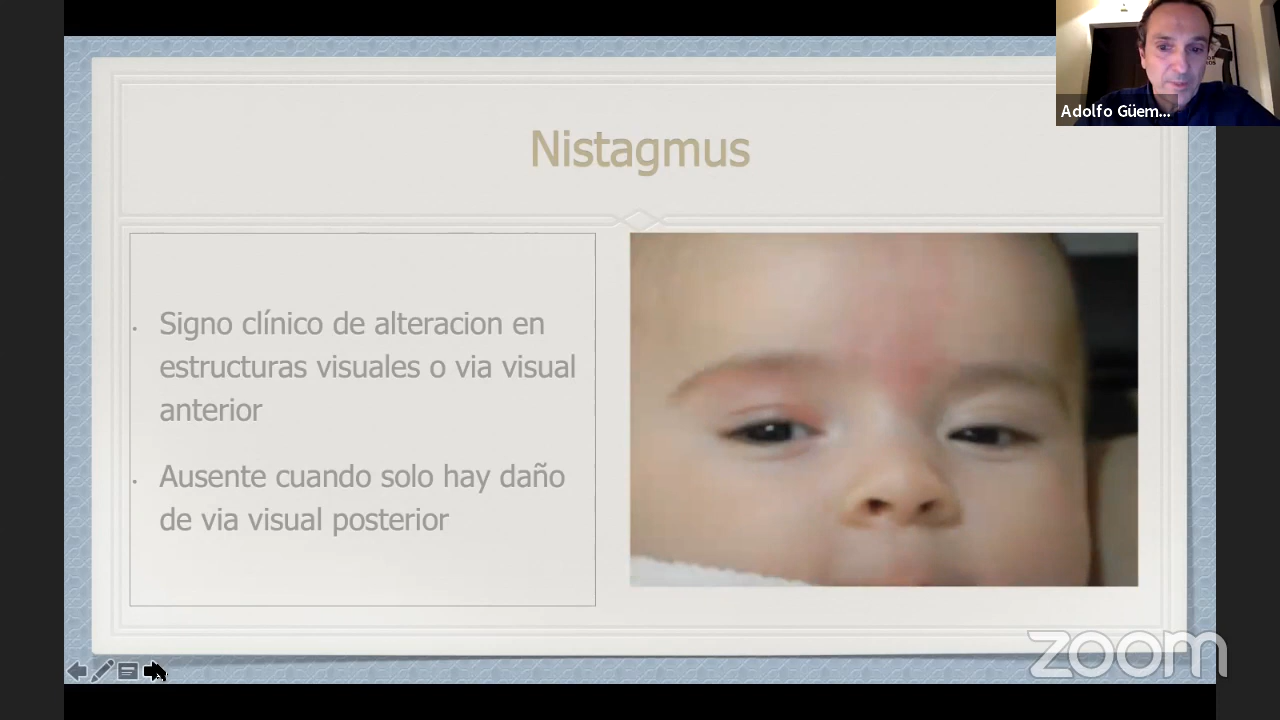 Adolfo Güem...
Nistagmus
• Signo clínico de alteracion en
estructuras visuales o via visual
anterior
• Ausente cuando solo hay daño
de via visual posterior
zoom